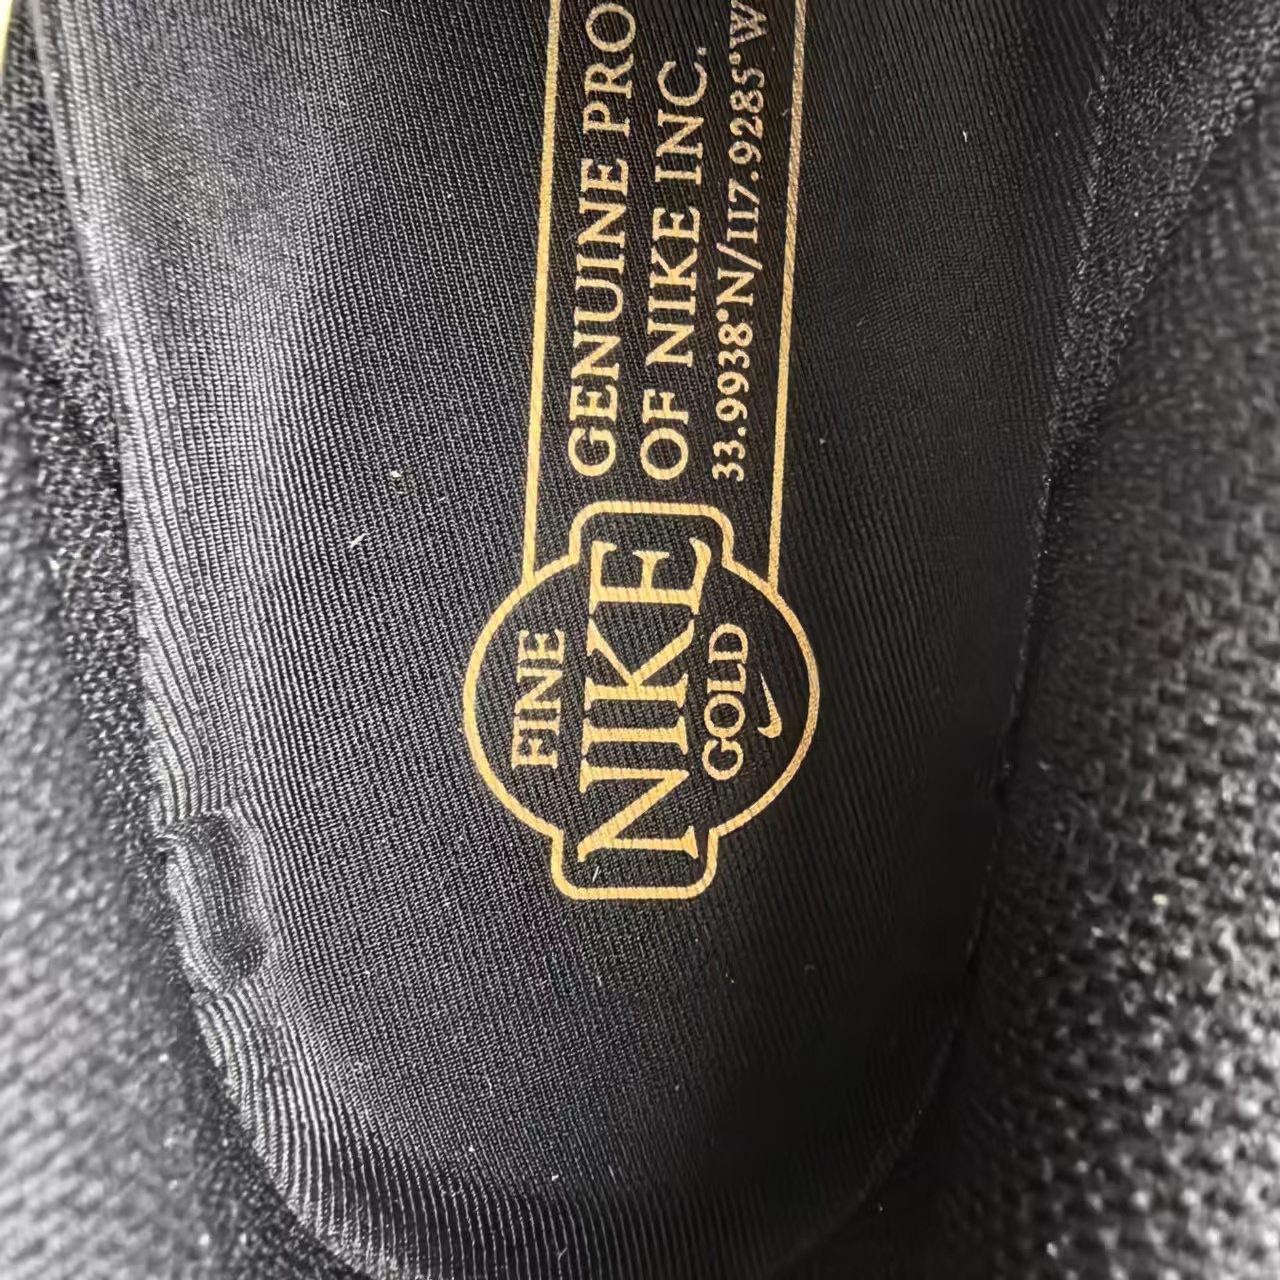 FINE
NIKE
GOLD
GENUINE PRO
OF NIKE INC.
33.9938°N/117.9285°W